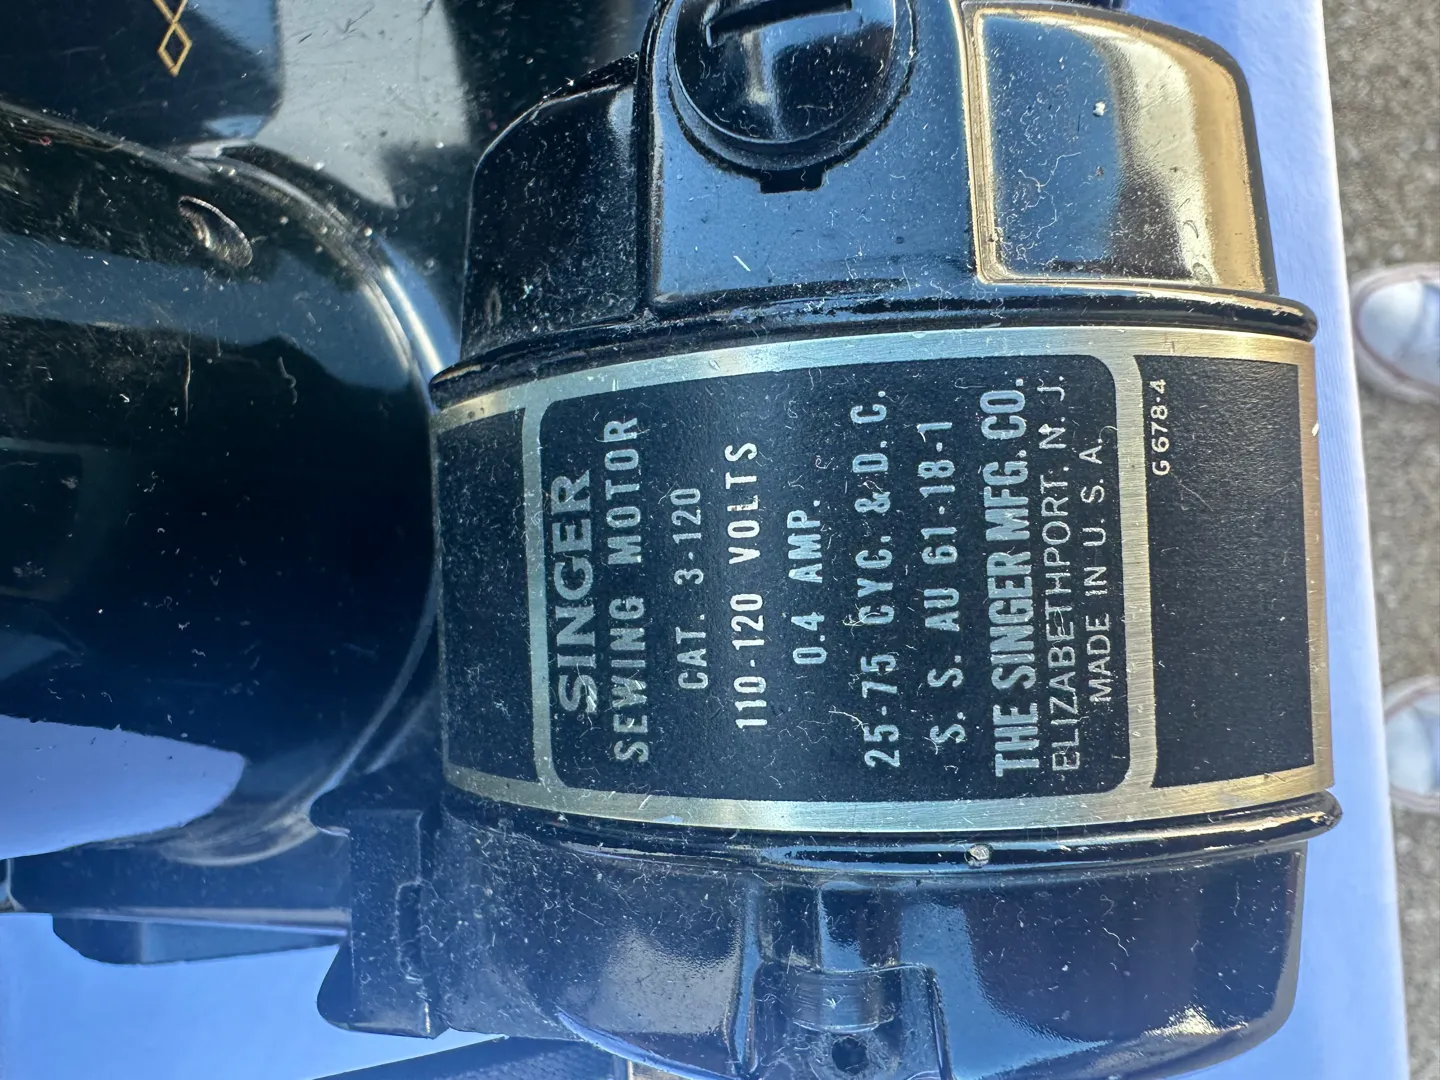 SINGER
SEWING MOTOR
CAT. 3-120
110-120 VOLTS
0.4 AMP.
25-75 CYC. & D. C.
S. S. AU 61-18-1
THE SINGER MFG. CO.
ELIZABETHPORT. N. J.
MADE IN U. S. A.
G678-4